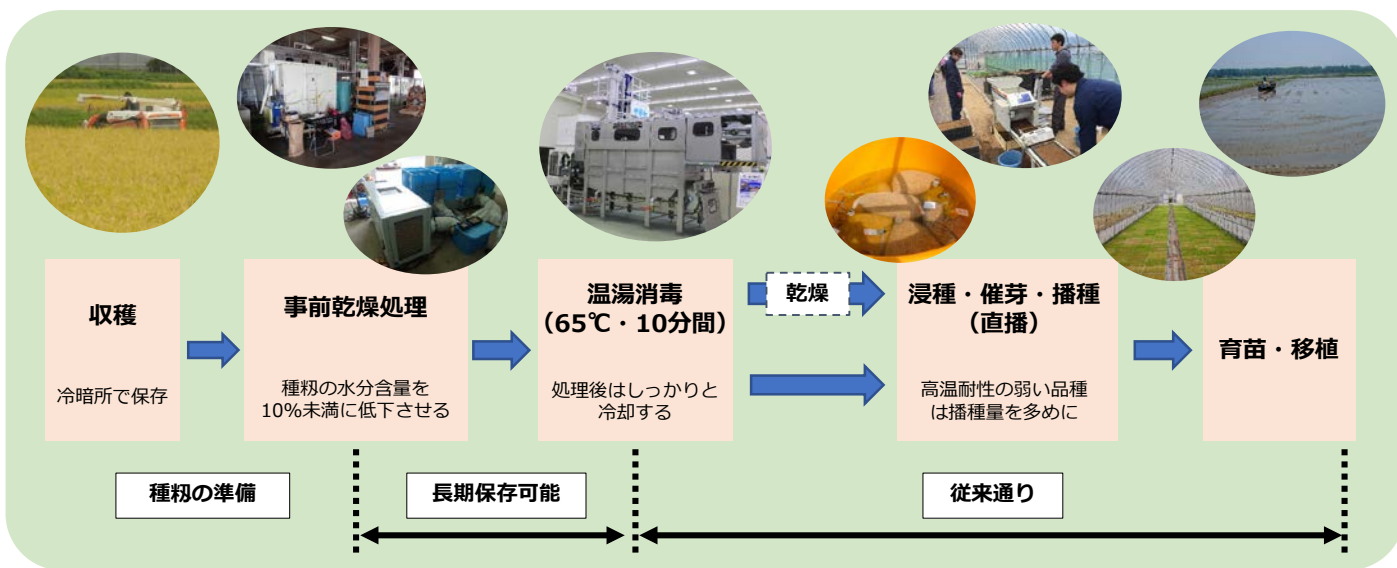 収穫
冷暗所で保存
事前乾燥処理
種籾の水分含量を
10%未満に低下させる
温湯消毒
（65℃・10分間）
処理後はしっかりと
冷却する
乾燥
浸種・催芽・播種
（直播）
高温耐性の弱い品種
は播種量を多めに
育苗・移植
種籾の準備
長期保存可能
従来通り